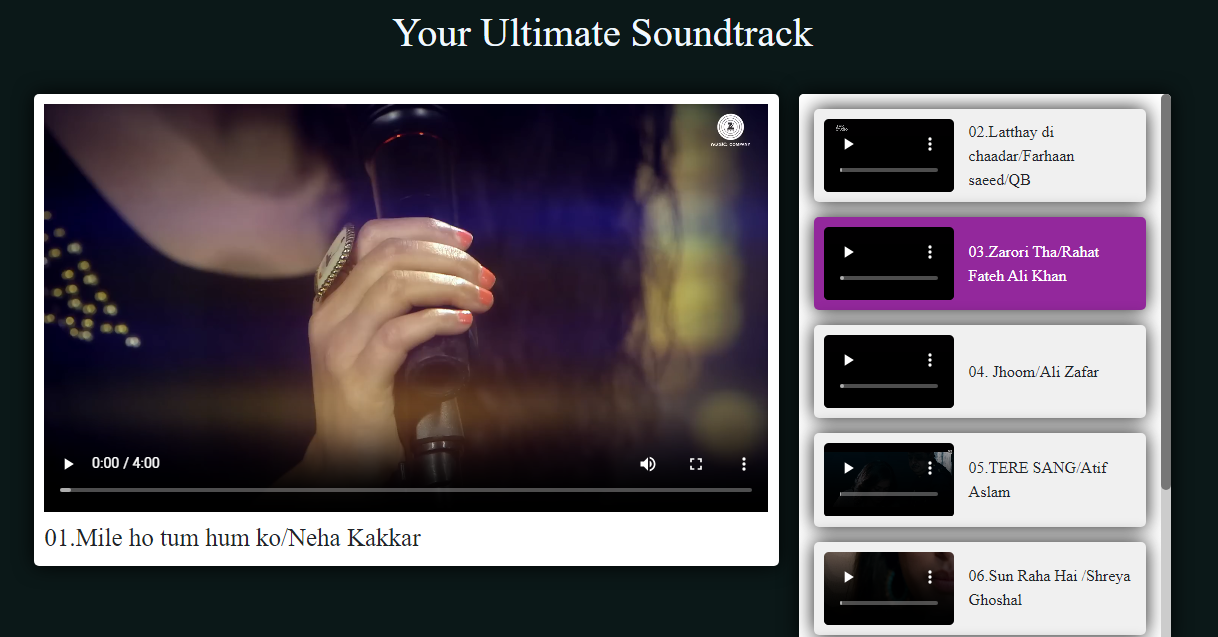 Your Ultimate Soundtrack
MUSIC COMPANY
0:00 / 4:00
01.Mile ho tum hum ko/Neha Kakkar
02.Latthay di
chaadar/Farhaan
saeed/QB
03.Zarori Tha/Rahat
Fateh Ali Khan
04. Jhoom/Ali Zafar
05.TERE SANG/Atif
Aslam
06.Sun Raha Hai /Shreya
Ghoshal